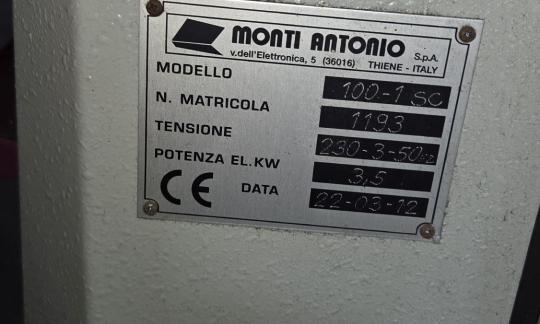 MONTI ANTONIO S.p.A.
v.dell'Elettronica, 5 (36016) THIENE - ITALY
MODELLO 100-1 SC
N. MATRICOLA 1193
TENSIONE 230-3-50Hz
POTENZA EL.KW 3,5
CE DATA 22-03-12